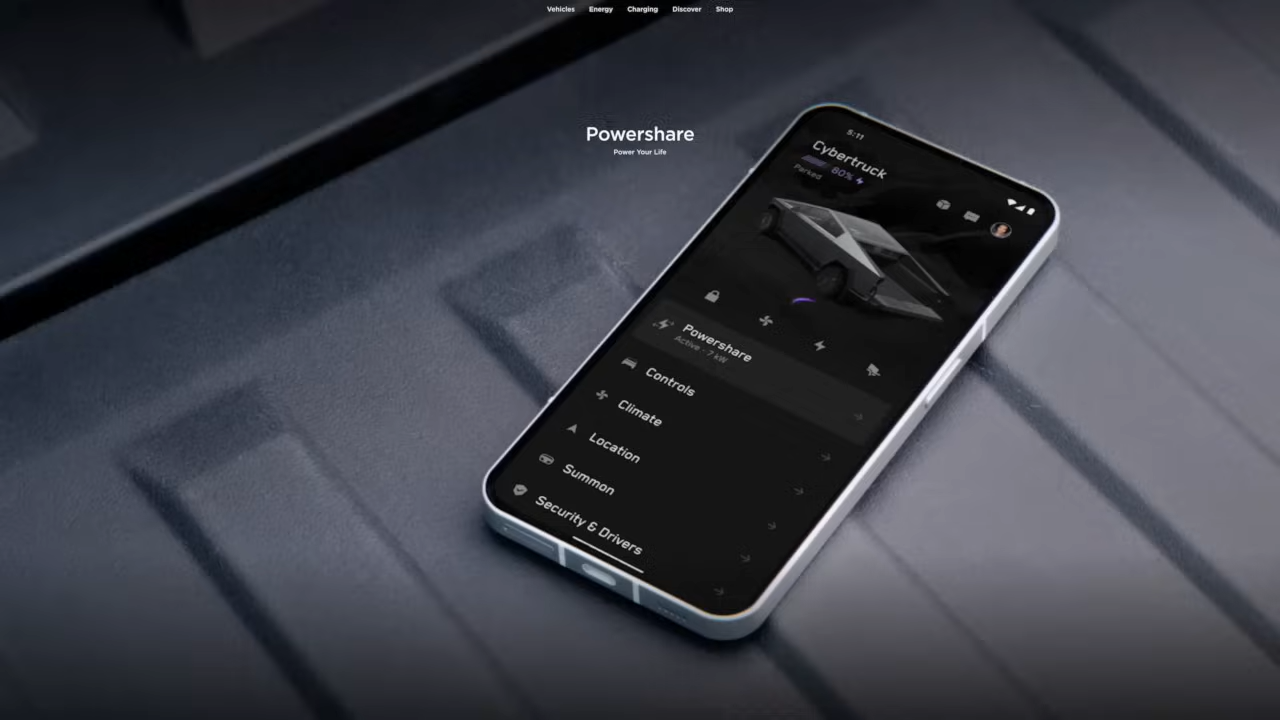 Vehicles Energy Charging Discover Shop
Powershare
Power Your Life
5:11
Cybertruck
60%
Parked
Powershare
Active · 7 kW
Controls
Climate
Location
Summon
Security & Drivers